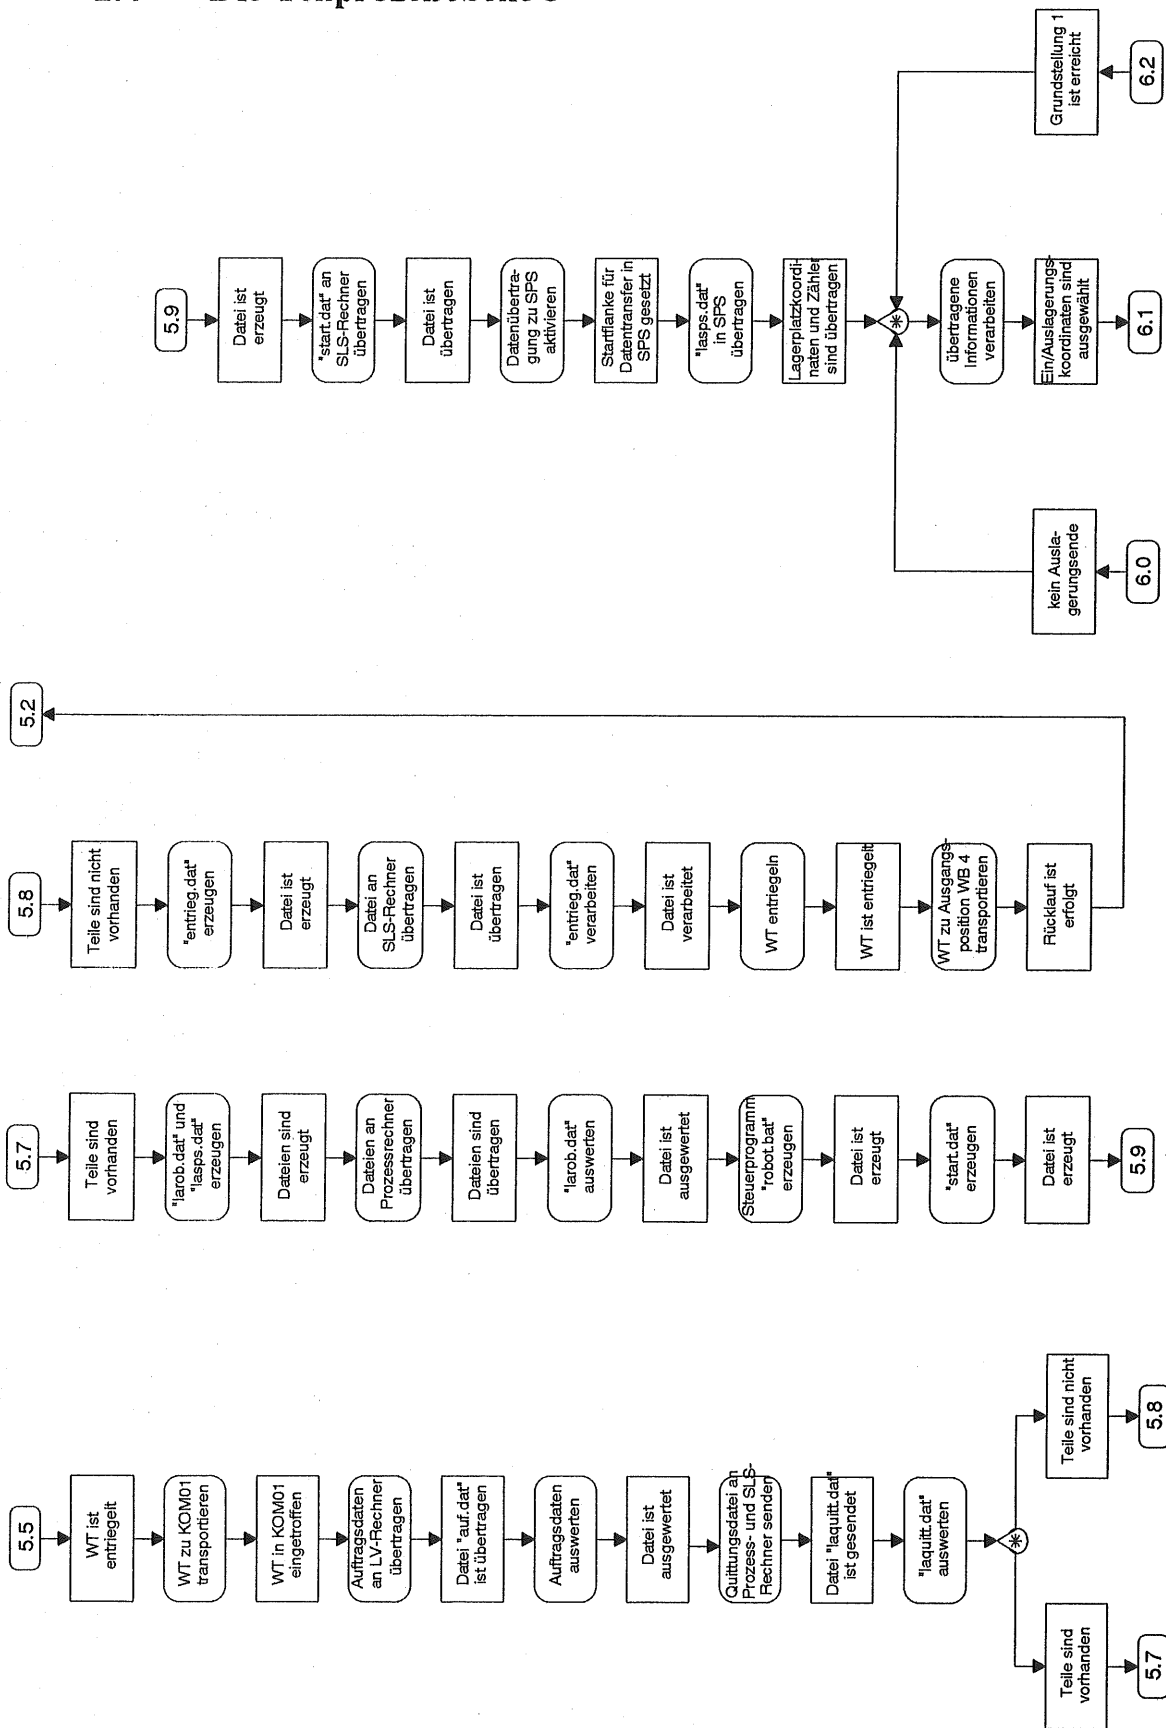 5.5
WT ist
entriegelt
WT zu KOM01
transportieren
WT in KOM01
eingetroffen
Auftragsdaten
an LV-Rechner
übertragen
Datei "auf.dat"
ist übertragen
Auftragsdaten
auswerten
Datei ist
ausgewertet
Quittungsdatei an
Prozess- und SLS-
Rechner senden
Datei "laquitt.dat"
ist gesendet
"laquitt.dat"
auswerten
*
Teile sind
vorhanden
5.7
Teile sind nicht
vorhanden
5.8
5.7
Teile sind
vorhanden
"larob.dat" und
"lasps.dat"
erzeugen
Dateien sind
erzeugt
Dateien an
Prozessrechner
übertragen
Dateien sind
übertragen
"larob.dat"
auswerten
Datei ist
ausgewertet
Steuerprogramm
"robot.bat"
erzeugen
Datei ist
erzeugt
"start.dat"
erzeugen
Datei ist
erzeugt
5.9
5.8
Teile sind nicht
vorhanden
"entrieg.dat"
erzeugen
Datei ist
erzeugt
Datei an
SLS-Rechner
übertragen
Datei ist
übertragen
"entrieg.dat"
verarbeiten
Datei ist
verarbeitet
WT entriegeln
WT ist entriegelt
WT zu Ausgangs-
position WB 4
transportieren
Rücklauf ist
erfolgt
5.2
5.9
Datei ist
erzeugt
"start.dat" an
SLS-Rechner
übertragen
Datei ist
übertragen
Datenübertra-
gung zu SPS
aktivieren
Startflanke für
Datentransfer in
SPS gesetzt
"lasps.dat"
in SPS
übertragen
Lagerplatzkoordi-
naten und Zähler
sind übertragen
*
übertragene
Informationen
verarbeiten
Ein/Auslagerungs-
koordinaten sind
ausgewählt
6.1
kein Ausla-
gerungsende
6.0
Grundstellung 1
ist erreicht
6.2